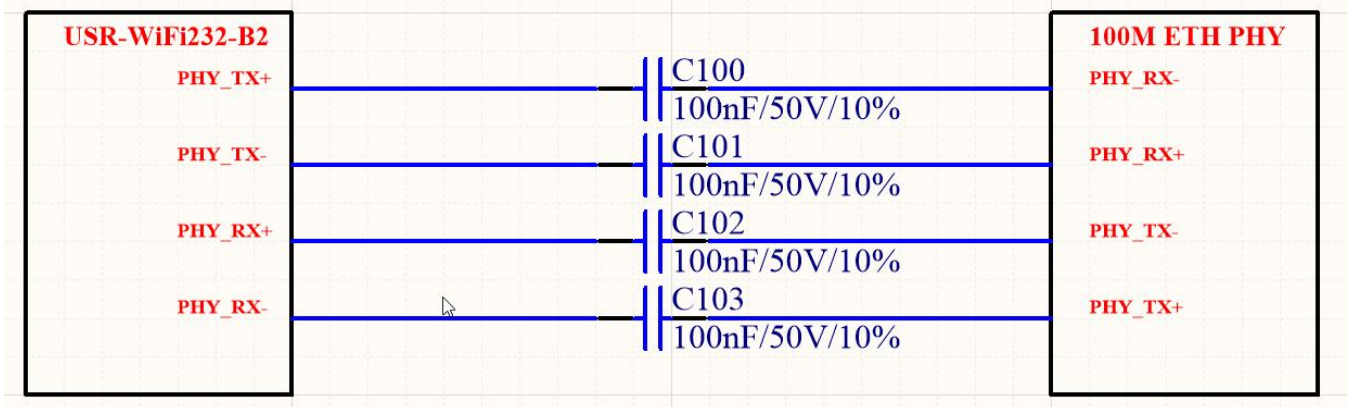 USR-WiFi232-B2
100M ETH PHY
PHY_TX+
C100
PHY_RX-
100nF/50V/10%
PHY_TX-
C101
PHY_RX+
100nF/50V/10%
PHY_RX+
C102
PHY_TX-
100nF/50V/10%
PHY_RX-
C103
PHY_TX+
100nF/50V/10%